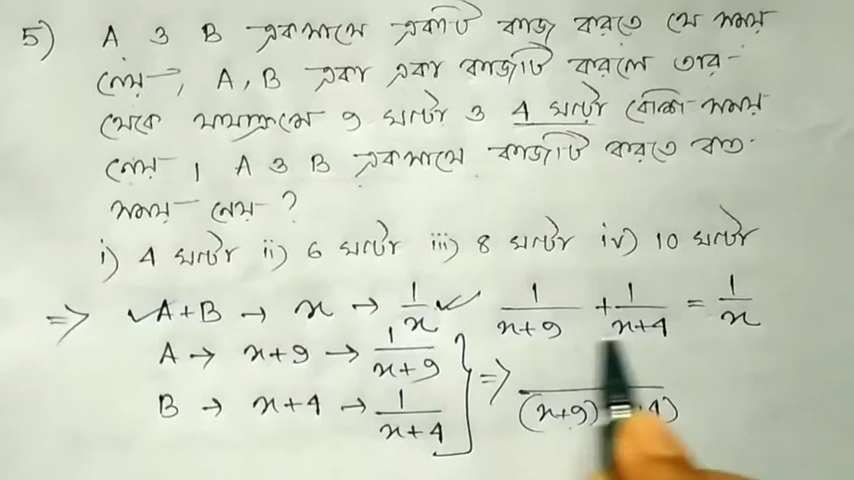 5) A ও B একসাথে একটি কাজ করতে যে সময়
নেয়, A, B একা একা কাজটি করলে তার
থেকে যথাক্রমে 9 ঘন্টা ও 4 ঘন্টা বেশি সময়
নেয়। A ও B একসাথে কাজটি করতে কত
সময় নেয়?
i) 4 ঘন্টা ii) 6 ঘন্টা iii) 8 ঘন্টা iv) 10 ঘন্টা
=> ✓A+B → x → 1/x ✓ 1/(x+9) + 1/(x+4) = 1/x
A → x+9 → 1/(x+9)
B → x+4 → 1/(x+4)
=> (x+9) 4)